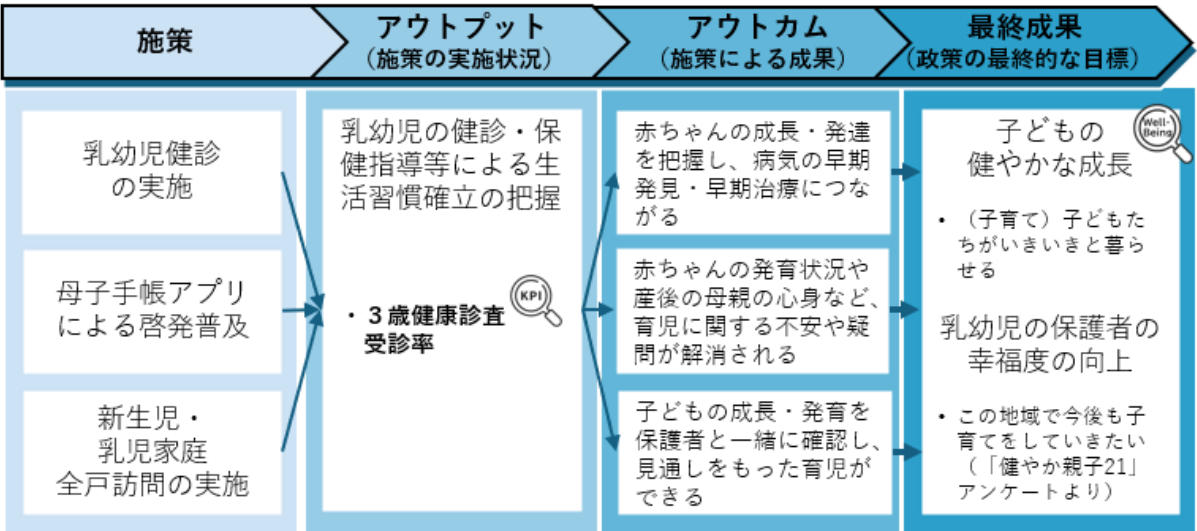 施策
アウトプット
(施策の実施状況)
アウトカム
(施策による成果)
最終成果
(政策の最終的な目標)
乳幼児健診
の実施
母子手帳アプリ
による啓発普及
新生児・
乳児家庭
全戸訪問の実施
乳幼児の健診・保
健指導等による生
活習慣確立の把握
KPI
・３歳健康診査
受診率
赤ちゃんの成長・発達
を把握し、病気の早期
発見・早期治療につな
がる
赤ちゃんの発育状況や
産後の母親の心身など、
育児に関する不安や疑
問が解消される
子どもの成長・発育を
保護者と一緒に確認し、
見通しをもった育児が
できる
Well-
Being
子どもの
健やかな成長
• （子育て）子どもた
ちがいきいきと暮ら
せる
乳幼児の保護者の
幸福度の向上
• この地域で今後も子
育てをしていきたい
（「健やか親子21」
アンケートより）